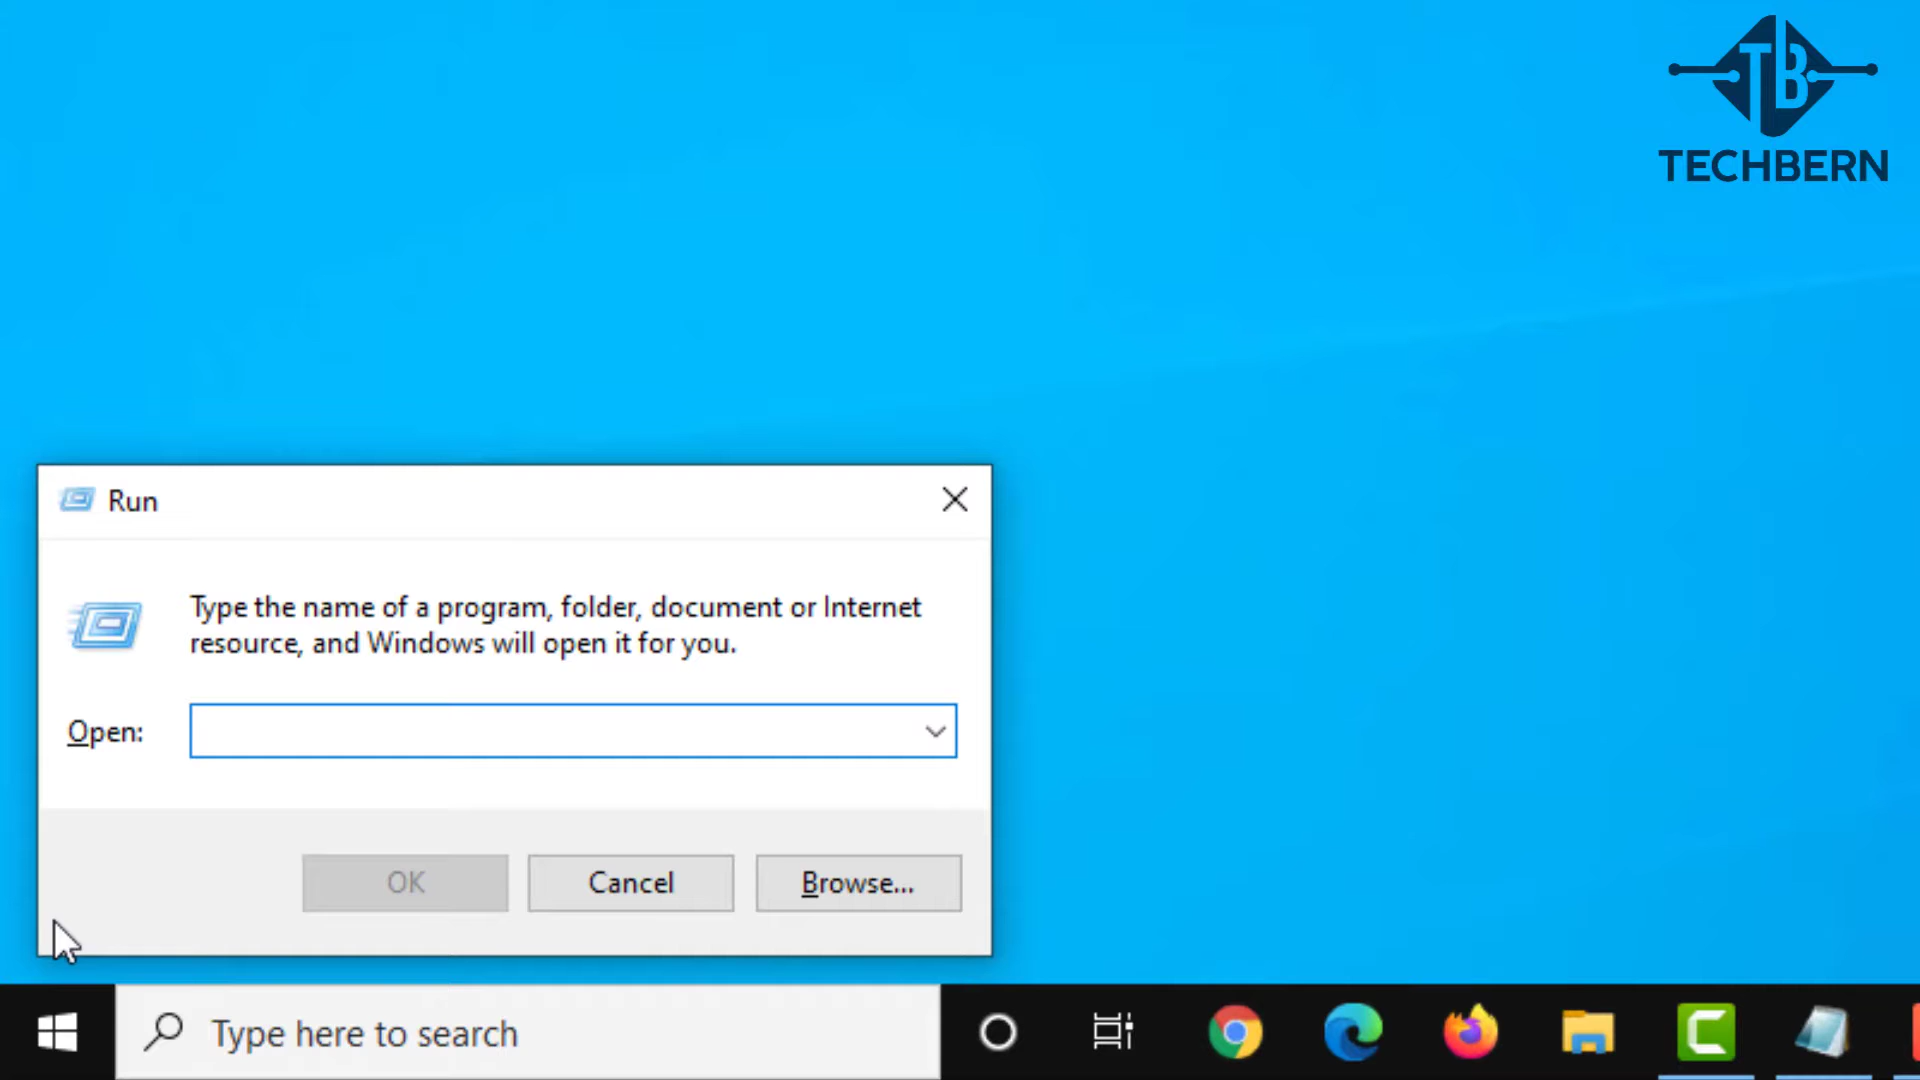 TB
TECHBERN
Run
Type the name of a program, folder, document or Internet
resource, and Windows will open it for you.
Open:
OK
Cancel
Browse...
Type here to search